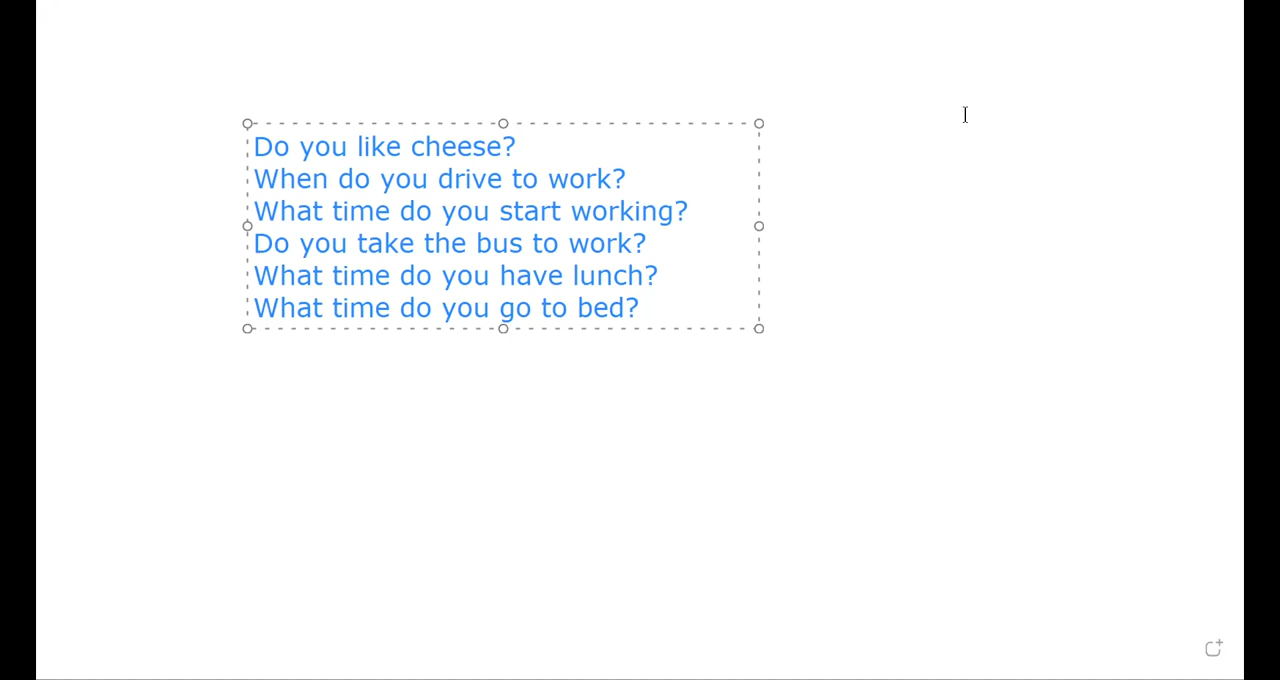 Do you like cheese?
When do you drive to work?
What time do you start working?
Do you take the bus to work?
What time do you have lunch?
What time do you go to bed?